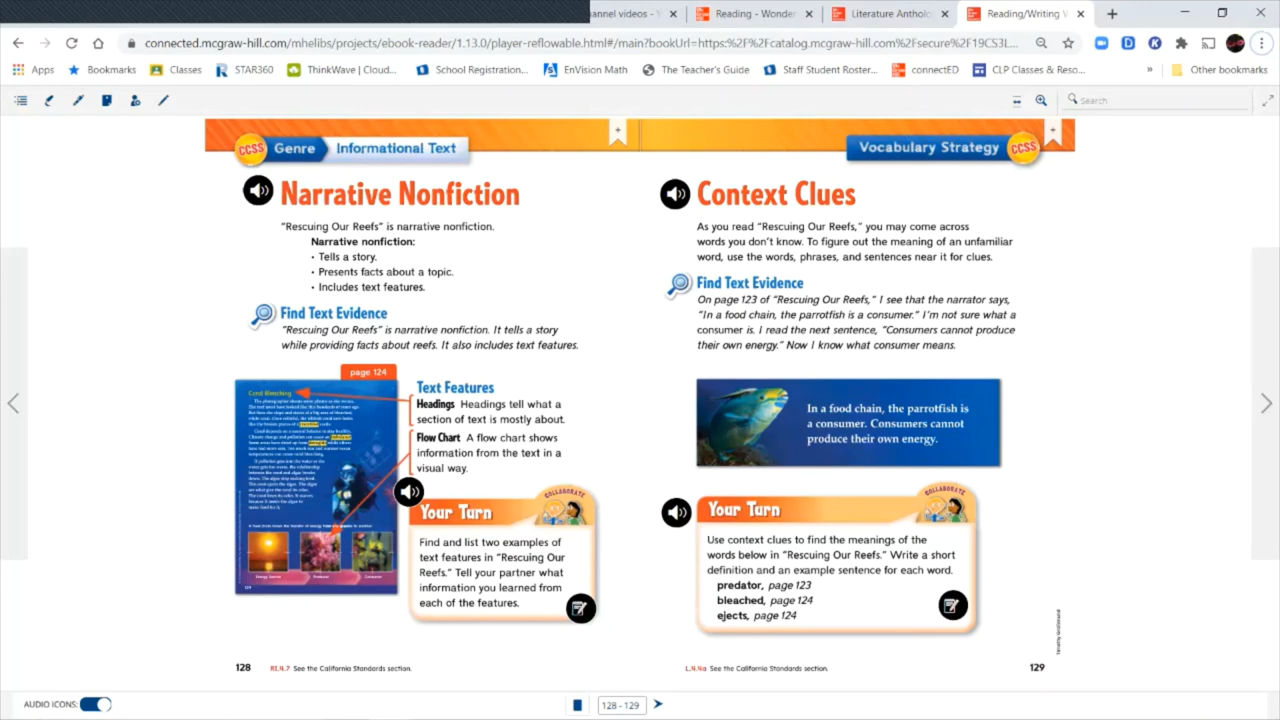 annel videos - Y
Reading - Wonder
Literature Antholo
Reading/Writing W
connected.mcgraw-hill.com/mhelibs/projects/ebook-reader/1.13.0/player-reflowable.html#/main?bookUrl=https:%2F%2Fcatalog.mcgraw-hill.com%2Fsecure%2F19CS3L...
Apps
Bookmarks
Classes
STAR360
ThinkWave | Cloud...
School Registration...
EnVision Math
The Teacher's Guide
Staff Student Roster...
connectED
CLP Classes & Reso...
»
Other bookmarks
Search
CCSS Genre Informational Text
Narrative Nonfiction
"Rescuing Our Reefs" is narrative nonfiction.
Narrative nonfiction:
• Tells a story.
• Presents facts about a topic.
• Includes text features.
Find Text Evidence
"Rescuing Our Reefs" is narrative nonfiction. It tells a story
while providing facts about reefs. It also includes text features.
page 124
Coral Bleaching
Energy Source
Producer
Consumer
Text Features
Headings Headings tell what a
section of text is mostly about.
Flow Chart A flow chart shows
information from the text in a
visual way.
COLLABORATE
Your Turn
Find and list two examples of
text features in "Rescuing Our
Reefs." Tell your partner what
information you learned from
each of the features.
128 RI.4.7 See the California Standards section.
Vocabulary Strategy CCSS
Context Clues
As you read "Rescuing Our Reefs," you may come across
words you don't know. To figure out the meaning of an unfamiliar
word, use the words, phrases, and sentences near it for clues.
Find Text Evidence
On page 123 of "Rescuing Our Reefs," I see that the narrator says,
"In a food chain, the parrotfish is a consumer." I'm not sure what a
consumer is. I read the next sentence, "Consumers cannot produce
their own energy." Now I know what consumer means.
In a food chain, the parrotfish is
a consumer. Consumers cannot
produce their own energy.
COLLABORATE
Your Turn
Use context clues to find the meanings of the
words below in "Rescuing Our Reefs." Write a short
definition and an example sentence for each word.
predator, page 123
bleached, page 124
ejects, page 124
L.4.4a See the California Standards section.
129
AUDIO ICONS:
128 - 129